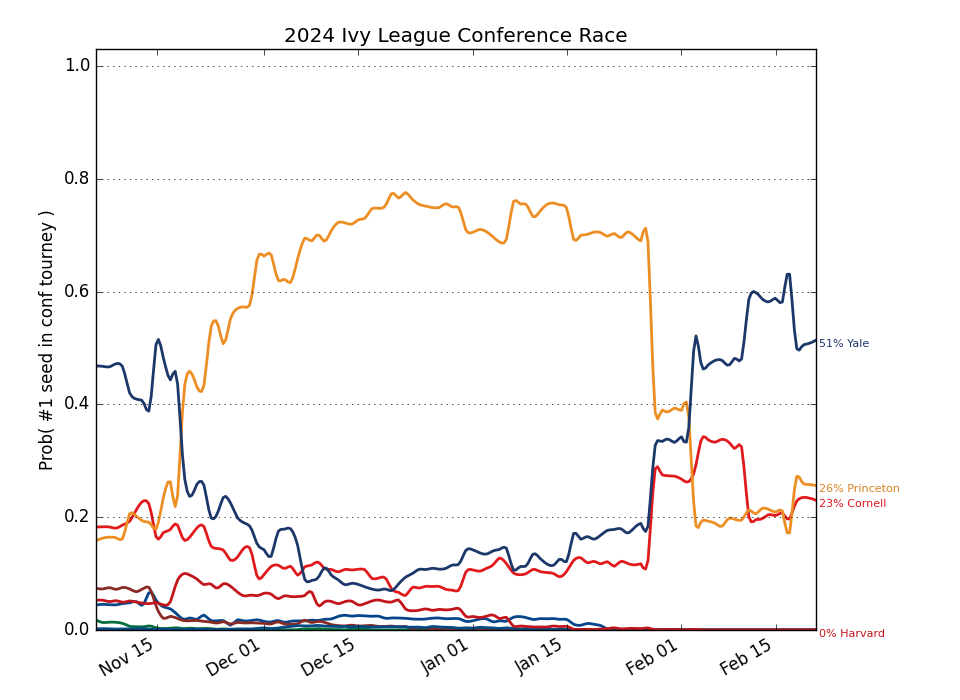 2024 Ivy League Conference Race
Prob( #1 seed in conf tourney )
1.0
0.8
0.6
0.4
0.2
0.0
51% Yale
26% Princeton
23% Cornell
0% Harvard
Nov 15
Dec 01
Dec 15
Jan 01
Jan 15
Feb 01
Feb 15